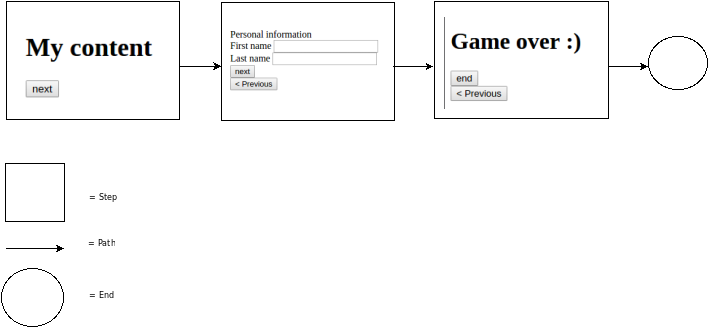 My content
next
Personal information
First name
Last name
next
< Previous
Game over :)
end
< Previous
= Step
= Path
= End